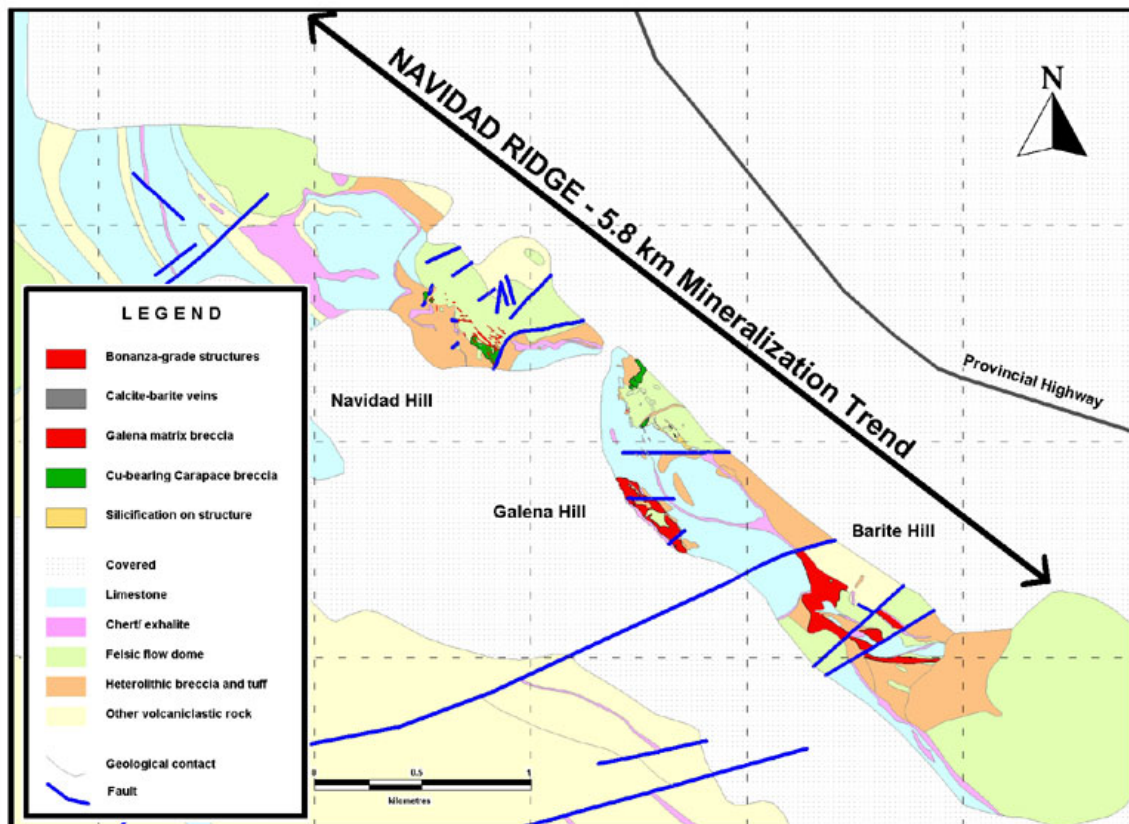 NAVIDAD RIDGE - 5.8 km Mineralization Trend
N
Provincial Highway
Navidad Hill
Galena Hill
Barite Hill
LEGEND
Bonanza-grade structures
Calcite-barite veins
Galena matrix breccia
Cu-bearing Carapace breccia
Silicification on structure
Covered
Limestone
Chert/ exhalite
Felsic flow dome
Heterolithic breccia and tuff
Other volcaniclastic rock
Geological contact
Fault
0 0.5 1
kilometres